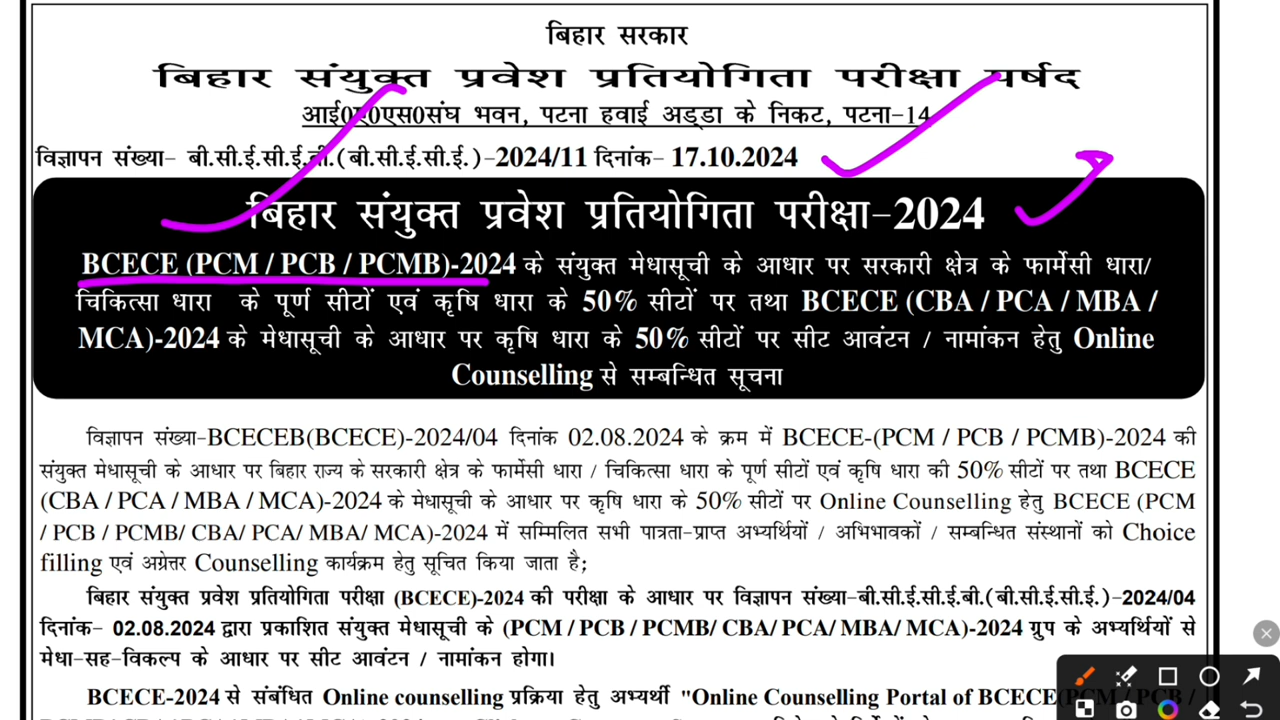 बिहार सरकार
बिहार संयुक्त प्रवेश प्रतियोगिता परीक्षा पर्षद
आई0ए0एस0संघ भवन, पटना हवाई अड्डा के निकट, पटना-14
विज्ञापन संख्या- बी.सी.ई.सी.ई.बी.(बी.सी.ई.सी.ई.)-2024/11 दिनांक- 17.10.2024
बिहार संयुक्त प्रवेश प्रतियोगिता परीक्षा-2024
BCECE (PCM / PCB / PCMB)-2024 के संयुक्त मेधासूची के आधार पर सरकारी क्षेत्र के फार्मेसी धारा/
चिकित्सा धारा के पूर्ण सीटों एवं कृषि धारा के 50% सीटों पर तथा BCECE (CBA / PCA / MBA /
MCA)-2024 के मेधासूची के आधार पर कृषि धारा के 50% सीटों पर सीट आवंटन / नामांकन हेतु Online
Counselling से सम्बन्धित सूचना
विज्ञापन संख्या-BCECEB(BCECE)-2024/04 दिनांक 02.08.2024 के क्रम में BCECE-(PCM / PCB / PCMB)-2024 की
संयुक्त मेधासूची के आधार पर बिहार राज्य के सरकारी क्षेत्र के फार्मेसी धारा / चिकित्सा धारा के पूर्ण सीटों एवं कृषि धारा की 50% सीटों पर तथा BCECE
(CBA / PCA / MBA / MCA)-2024 के मेधासूची के आधार पर कृषि धारा के 50% सीटों पर Online Counselling हेतु BCECE (PCM
/ PCB / PCMB/ CBA/ PCA/ MBA/ MCA)-2024 में सम्मिलित सभी पात्रता-प्राप्त अभ्यर्थियों / अभिभावकों / सम्बन्धित संस्थानों को Choice
filling एवं अग्रेत्तर Counselling कार्यक्रम हेतु सूचित किया जाता है;
बिहार संयुक्त प्रवेश प्रतियोगिता परीक्षा (BCECE)-2024 की परीक्षा के आधार पर विज्ञापन संख्या-बी.सी.ई.सी.ई.बी.(बी.सी.ई.सी.ई.)-2024/04
दिनांक- 02.08.2024 द्वारा प्रकाशित संयुक्त मेधासूची के (PCM / PCB / PCMB/ CBA/ PCA/ MBA/ MCA)-2024 ग्रुप के अभ्यर्थियों से
मेधा-सह-विकल्प के आधार पर सीट आवंटन / नामांकन होगा।
BCECE-2024 से संबंधित Online counselling प्रक्रिया हेतु अभ्यर्थी "Online Counselling Portal of BCECE(PCM / PCB /